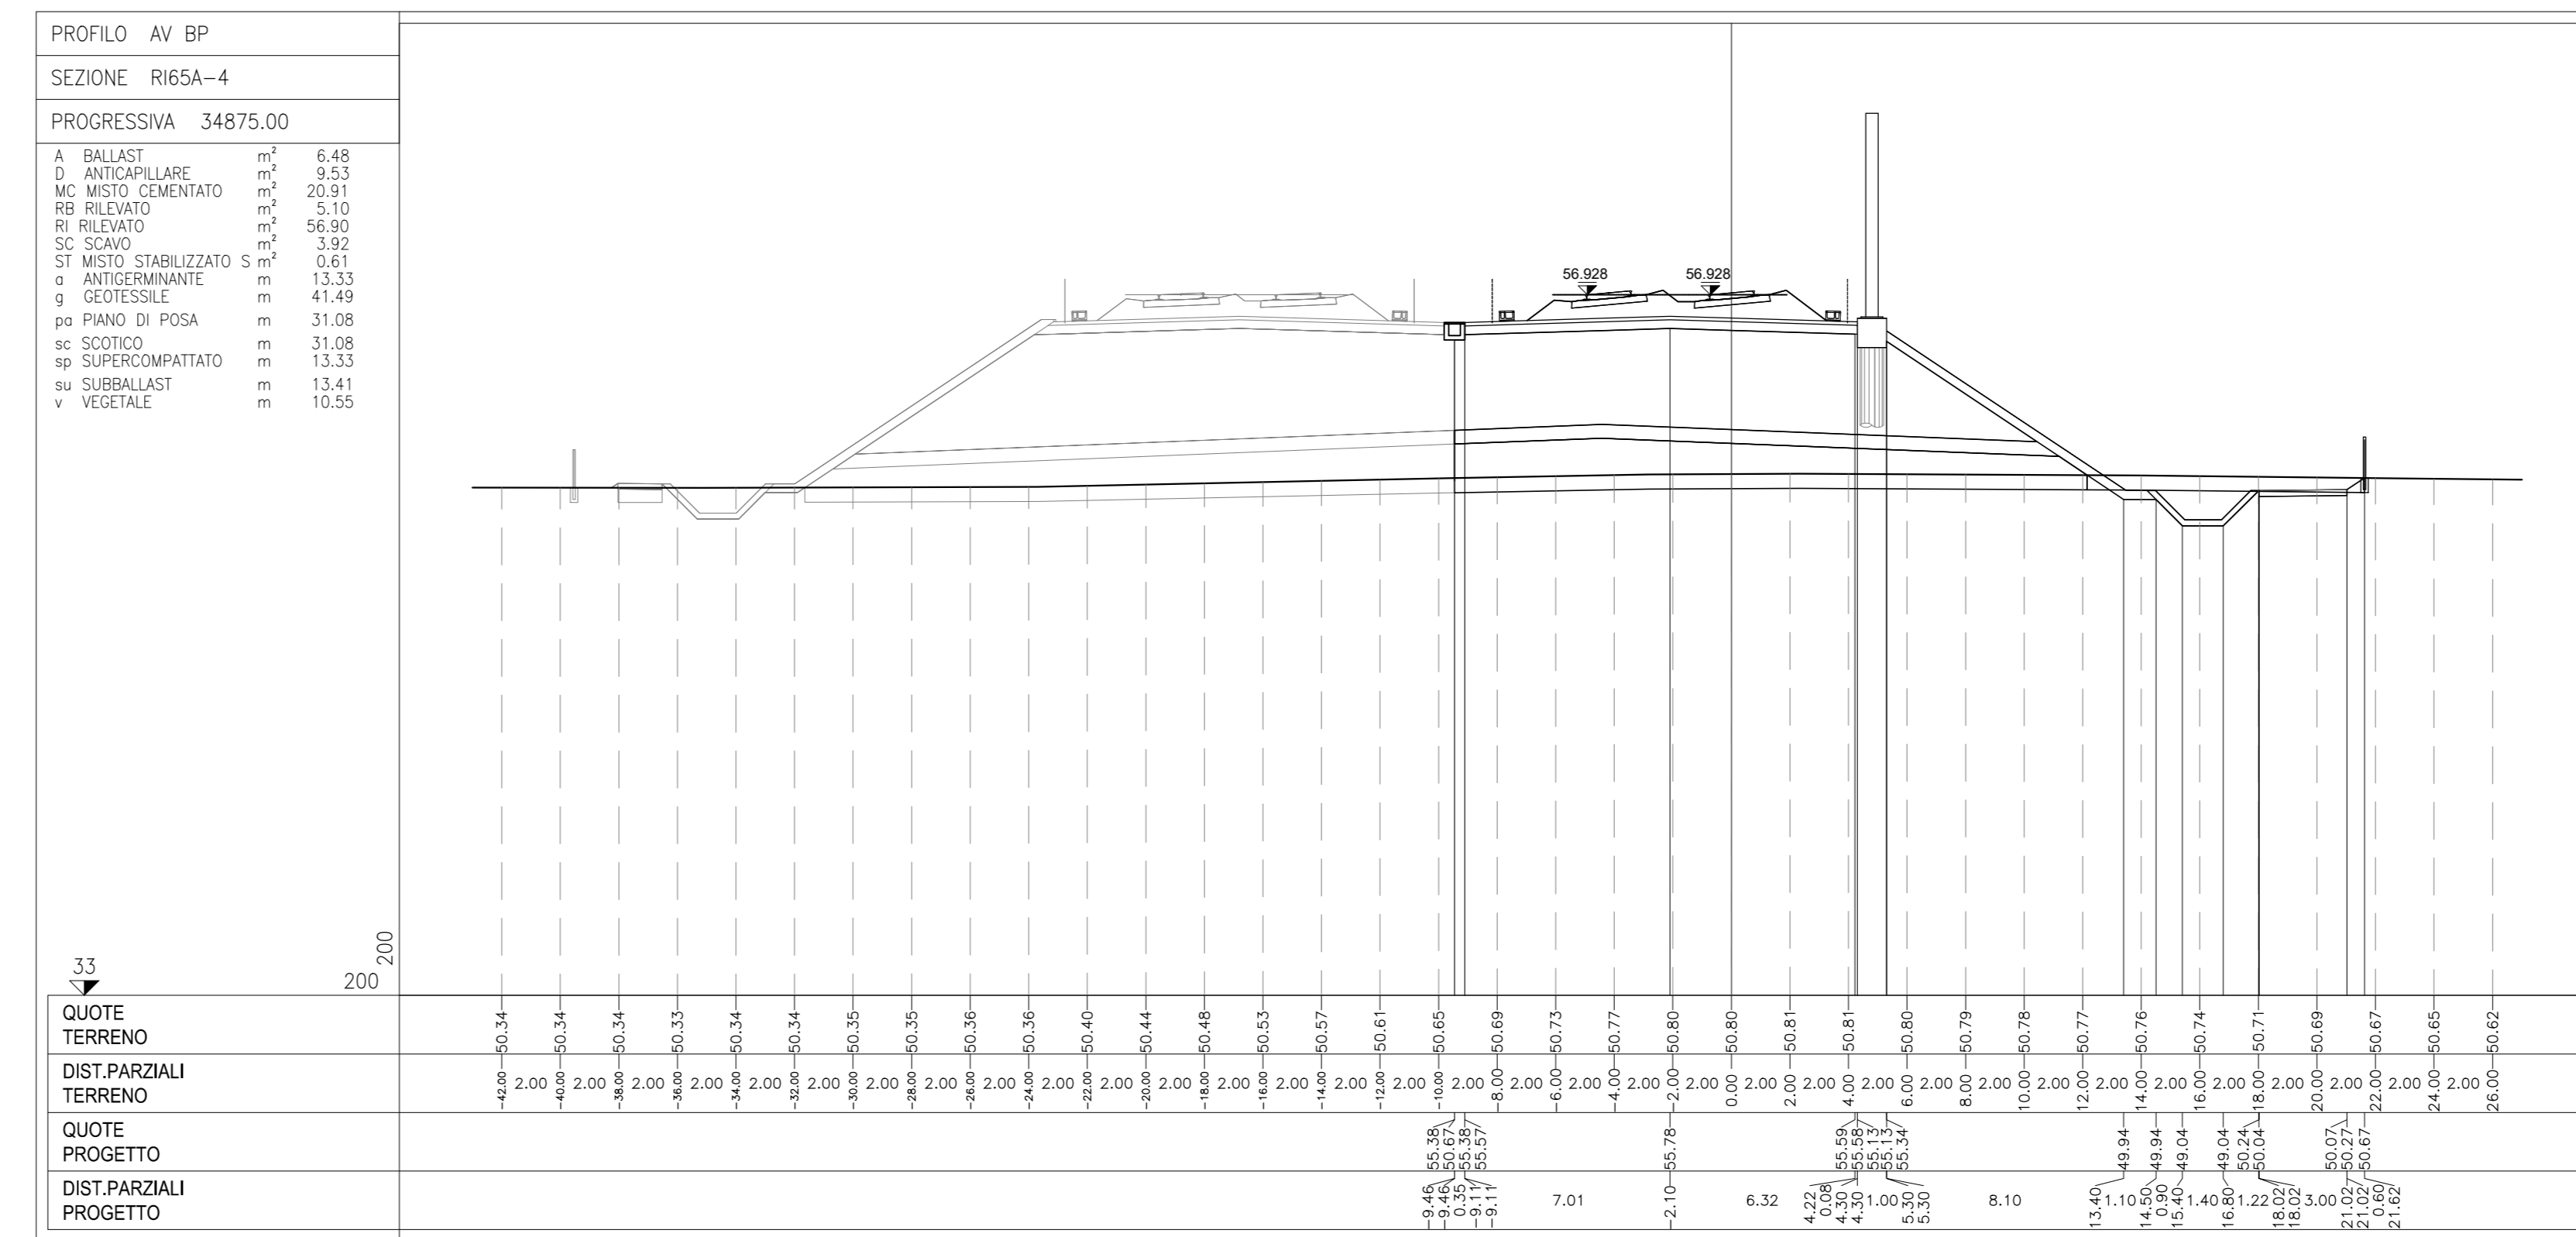 PROFILO AV BP
SEZIONE RI65A-4
PROGRESSIVA 34875.00
A BALLAST m² 6.48
D ANTICAPILLARE m² 9.53
MC MISTO CEMENTATO m² 20.91
RB RILEVATO m² 5.10
RI RILEVATO m² 56.90
SC SCAVO m² 3.92
ST MISTO STABILIZZATO S m² 0.61
a ANTIGERMINANTE m 13.33
g GEOTESSILE m 41.49
pa PIANO DI POSA m 31.08
sc SCOTICO m 31.08
sp SUPERCOMPATTATO m 13.33
su SUBBALLAST m 13.41
v VEGETALE m 10.55
56.928 56.928
200
33
200
QUOTE
TERRENO
50.34 50.34 50.34 50.33 50.34 50.34 50.35 50.35 50.36 50.36 50.40 50.44 50.48 50.53 50.57 50.61 50.65 50.69 50.73 50.77 50.80 50.80 50.81 50.81 50.80 50.79 50.78 50.77 50.76 50.74 50.71 50.69 50.67 50.65 50.62
DIST.PARZIALI
TERRENO
-42.00 2.00 -40.00 2.00 -38.00 2.00 -36.00 2.00 -34.00 2.00 -32.00 2.00 -30.00 2.00 -28.00 2.00 -26.00 2.00 -24.00 2.00 -22.00 2.00 -20.00 2.00 -18.00 2.00 -16.00 2.00 -14.00 2.00 -12.00 2.00 -10.00 2.00 -8.00 2.00 -6.00 2.00 -4.00 2.00 -2.00 2.00 0.00 2.00 2.00 2.00 4.00 2.00 6.00 2.00 8.00 2.00 10.00 2.00 12.00 2.00 14.00 2.00 16.00 2.00 18.00 2.00 20.00 2.00 22.00 2.00 24.00 2.00 26.00
QUOTE
PROGETTO
55.38 50.67 55.38 55.57 55.78 55.59 55.58 55.13 55.13 55.34 49.94 49.94 49.04 49.04 50.24 50.04 50.07 50.27 50.67
DIST.PARZIALI
PROGETTO
-9.46 -9.46 0.35 -9.11 -9.11 7.01 -2.10 6.32 4.22 0.08 4.30 4.30 1.00 5.30 5.30 8.10 13.40 1.10 14.50 0.90 15.40 1.40 16.80 1.22 18.02 18.02 3.00 21.02 21.02 0.60 21.62